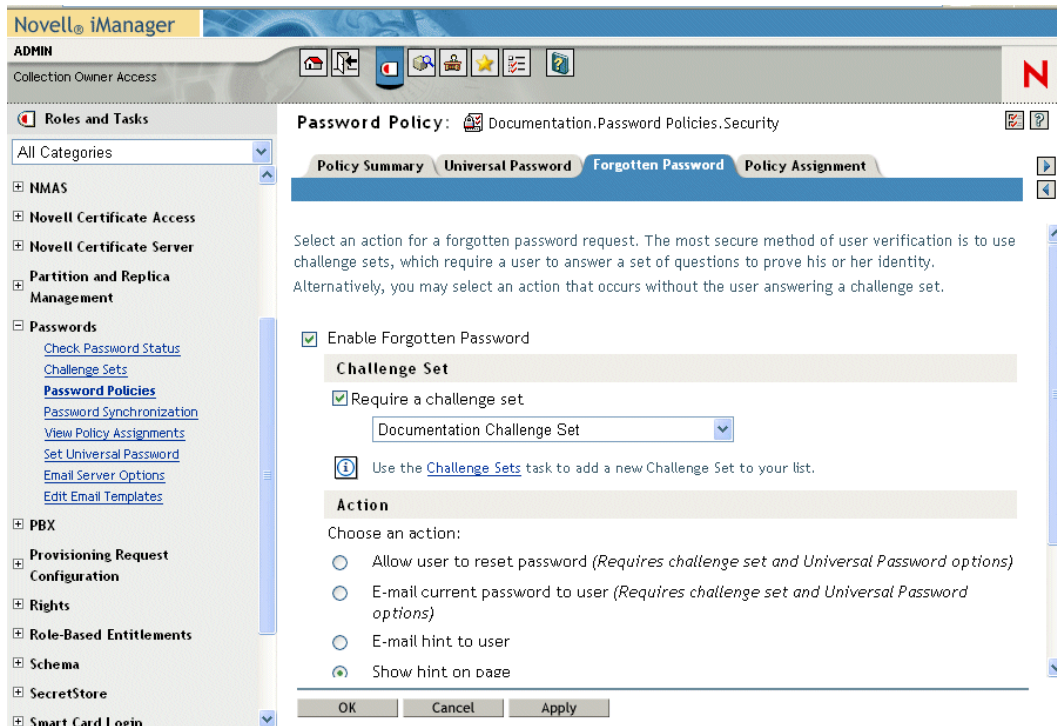 Novell® iManager
ADMIN
Collection Owner Access
N
Roles and Tasks
All Categories
NMAS
Novell Certificate Access
Novell Certificate Server
Partition and Replica
Management
Passwords
Check Password Status
Challenge Sets
Password Policies
Password Synchronization
View Policy Assignments
Set Universal Password
Email Server Options
Edit Email Templates
PBX
Provisioning Request
Configuration
Rights
Role-Based Entitlements
Schema
SecretStore
Smart Card Login
Password Policy: Documentation.Password Policies.Security
Policy Summary Universal Password Forgotten Password Policy Assignment
Select an action for a forgotten password request. The most secure method of user verification is to use
challenge sets, which require a user to answer a set of questions to prove his or her identity.
Alternatively, you may select an action that occurs without the user answering a challenge set.
Enable Forgotten Password
Challenge Set
Require a challenge set
Documentation Challenge Set
Use the Challenge Sets task to add a new Challenge Set to your list.
Action
Choose an action:
Allow user to reset password (Requires challenge set and Universal Password options)
E-mail current password to user (Requires challenge set and Universal Password
options)
E-mail hint to user
Show hint on page
OK Cancel Apply